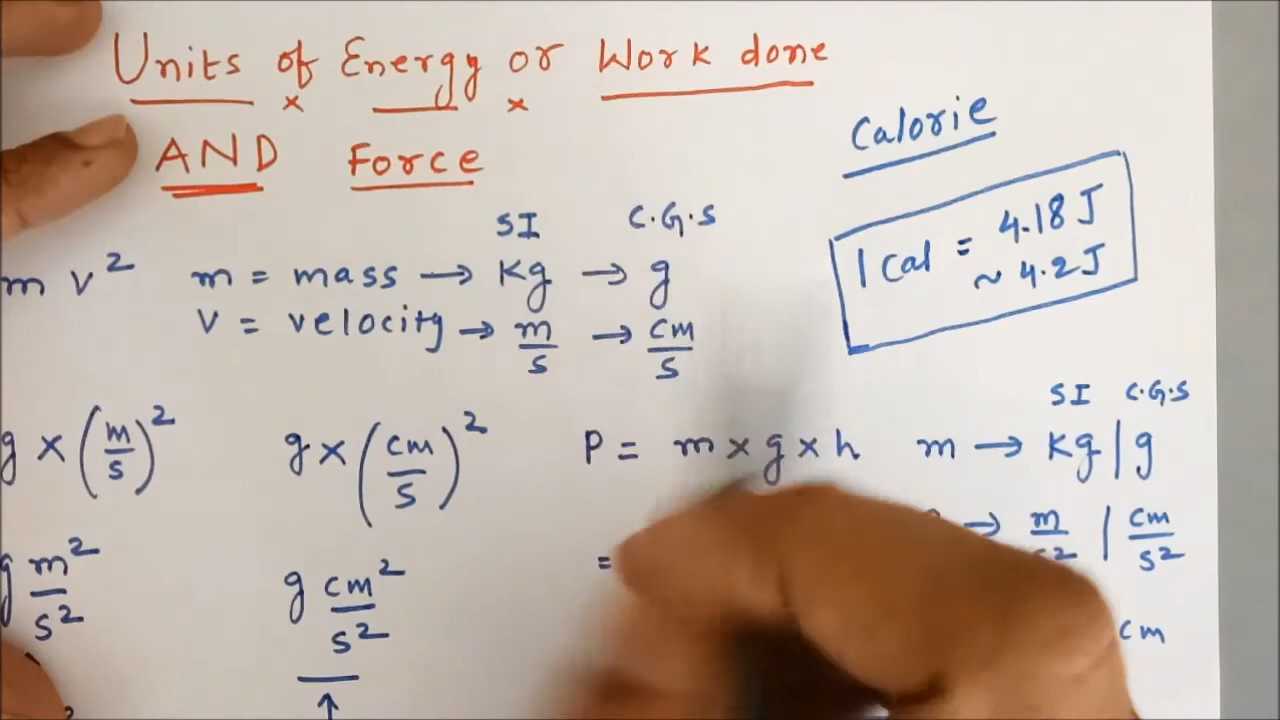 Units of Energy or Work done
AND Force
Calorie
1 Cal = 4.18 J
~ 4.2 J
SI C.G.S
m v² m = mass → Kg → g
v = velocity → m/s → cm/s
g × (m/s)² g × (cm/s)²
g m²/s² g cm²/s²
↑
SI C.G.S
P = m × g × h m → Kg | g
= → m/s² | cm/s²
cm